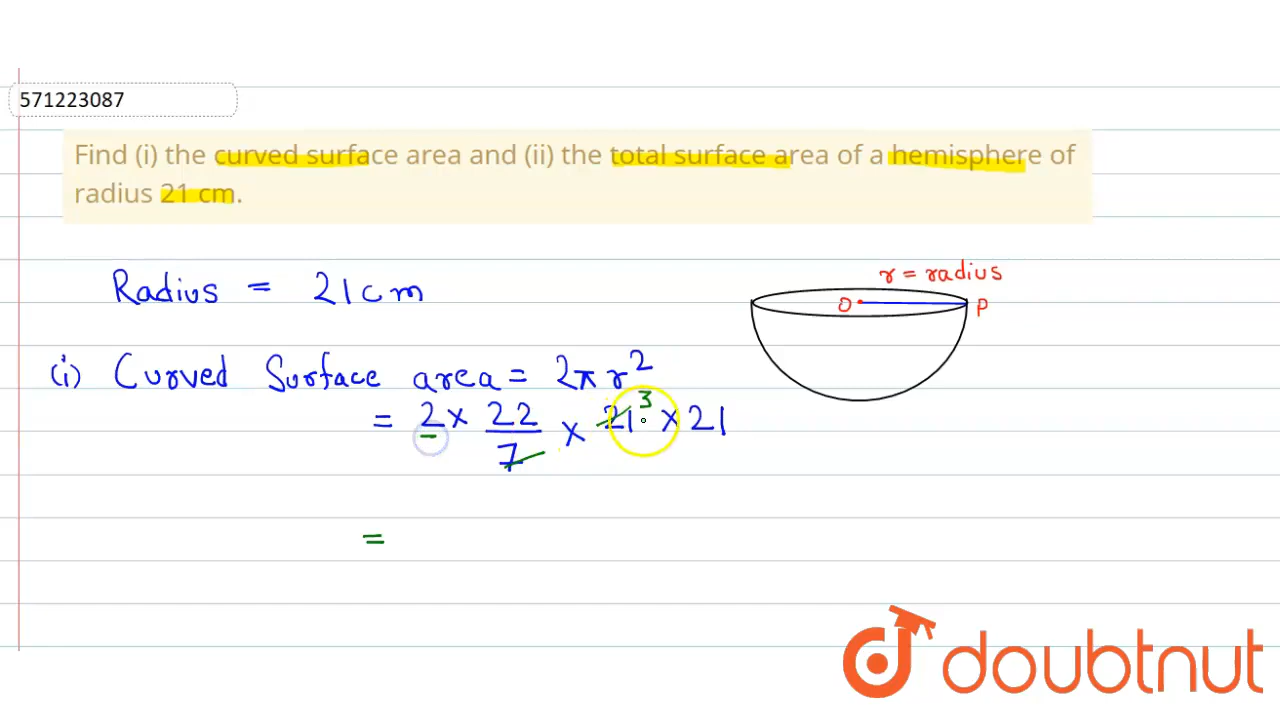 571223087
Find (i) the curved surface area and (ii) the total surface area of a hemisphere of
radius 21 cm.
r = radius
O P
Radius = 21cm
(i) Curved Surface area = 2πr²
= 2 × 22/7 × 21 3 × 21
=
doubtnut